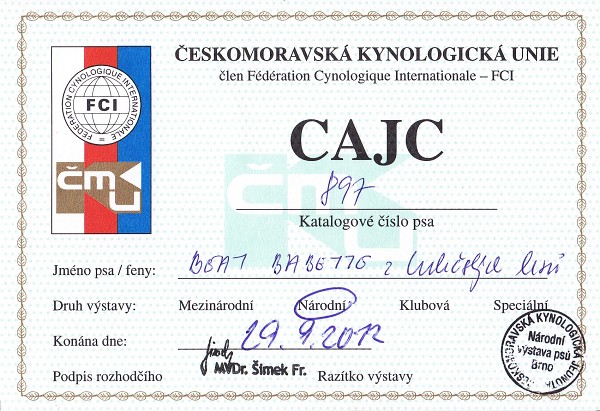 ČESKOMORAVSKÁ KYNOLOGICKÁ UNIE
člen Fédération Cynologique Internationale – FCI
FÉDÉRATION CYNOLOGIQUE INTERNATIONALE
FCI
CAJC
čmu
897
Katalogové číslo psa
Jméno psa / feny: BEAT BABETTE z
Druh výstavy: Mezinárodní Národní Klubová Speciální
Konána dne: 29.9.2012
MVDr. Šimek Fr.
Podpis rozhodčího Razítko výstavy
ČESKOMORAVSKÁ KYNOLOGICKÁ JEDNOTA
Národní
výstava psů
Brno